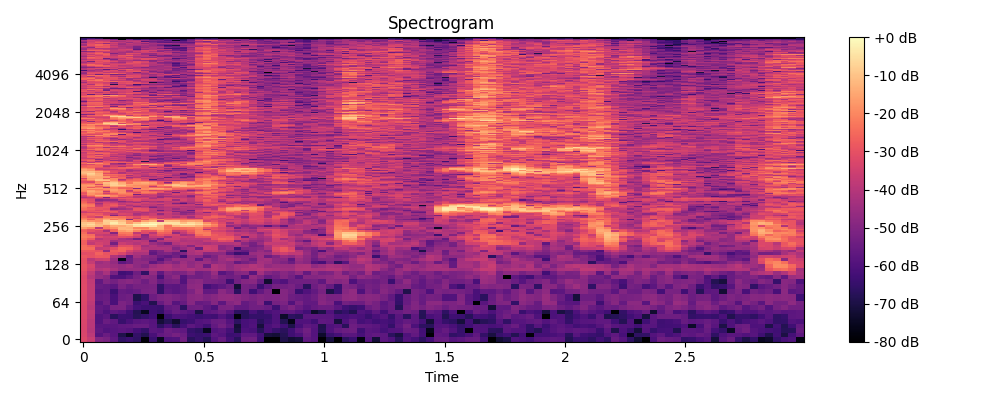 Spectrogram
Hz
4096
2048
1024
512
256
128
64
0
0 0.5 1 1.5 2 2.5
Time
+0 dB
-10 dB
-20 dB
-30 dB
-40 dB
-50 dB
-60 dB
-70 dB
-80 dB